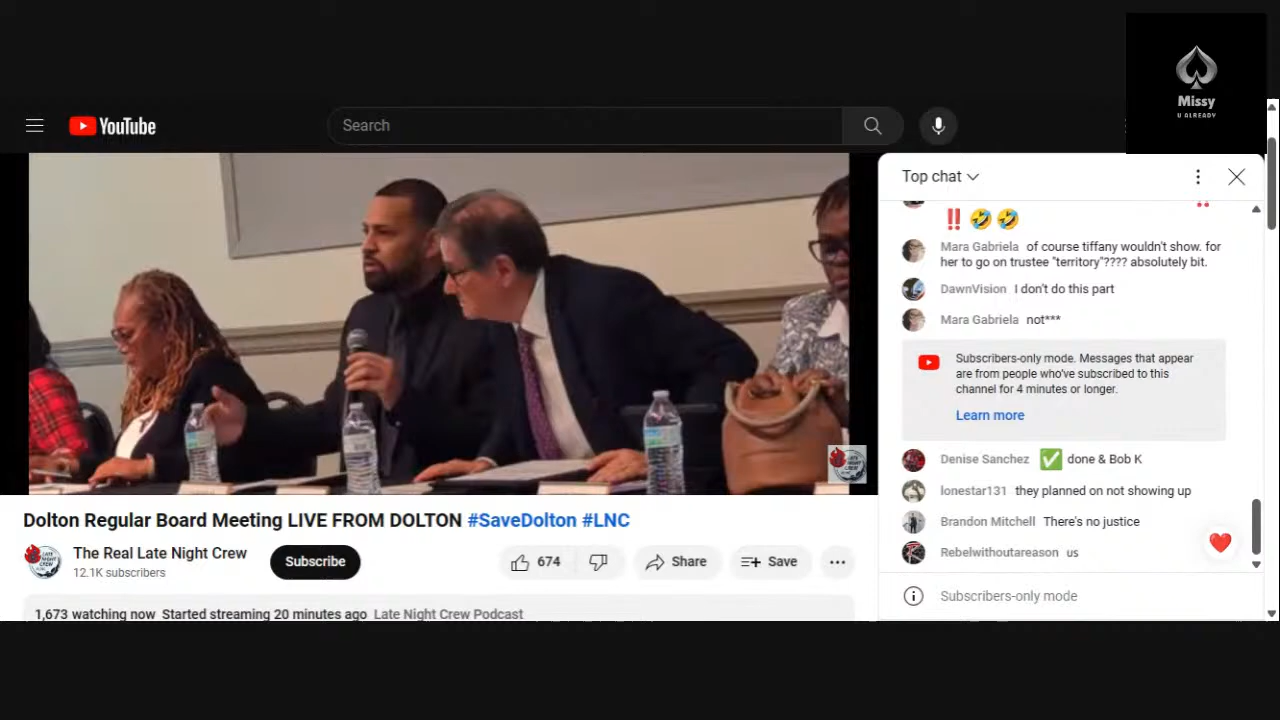 Missy
U ALREADY
YouTube
Search
Top chat
‼️ 🤣 🤣
Mara Gabriela of course tiffany wouldn't show. for
her to go on trustee "territory"???? absolutely bit.
DawnVision I don't do this part
Mara Gabriela not***
Subscribers-only mode. Messages that appear
are from people who've subscribed to this
channel for 4 minutes or longer.
Learn more
Denise Sanchez ✅ done & Bob K
lonestar131 they planned on not showing up
Brandon Mitchell There's no justice
Rebelwithoutareason us
Subscribers-only mode
Dolton Regular Board Meeting LIVE FROM DOLTON #SaveDolton #LNC
The Real Late Night Crew
12.1K subscribers
Subscribe
674
Share
Save
1,673 watching now Started streaming 20 minutes ago Late Night Crew Podcast